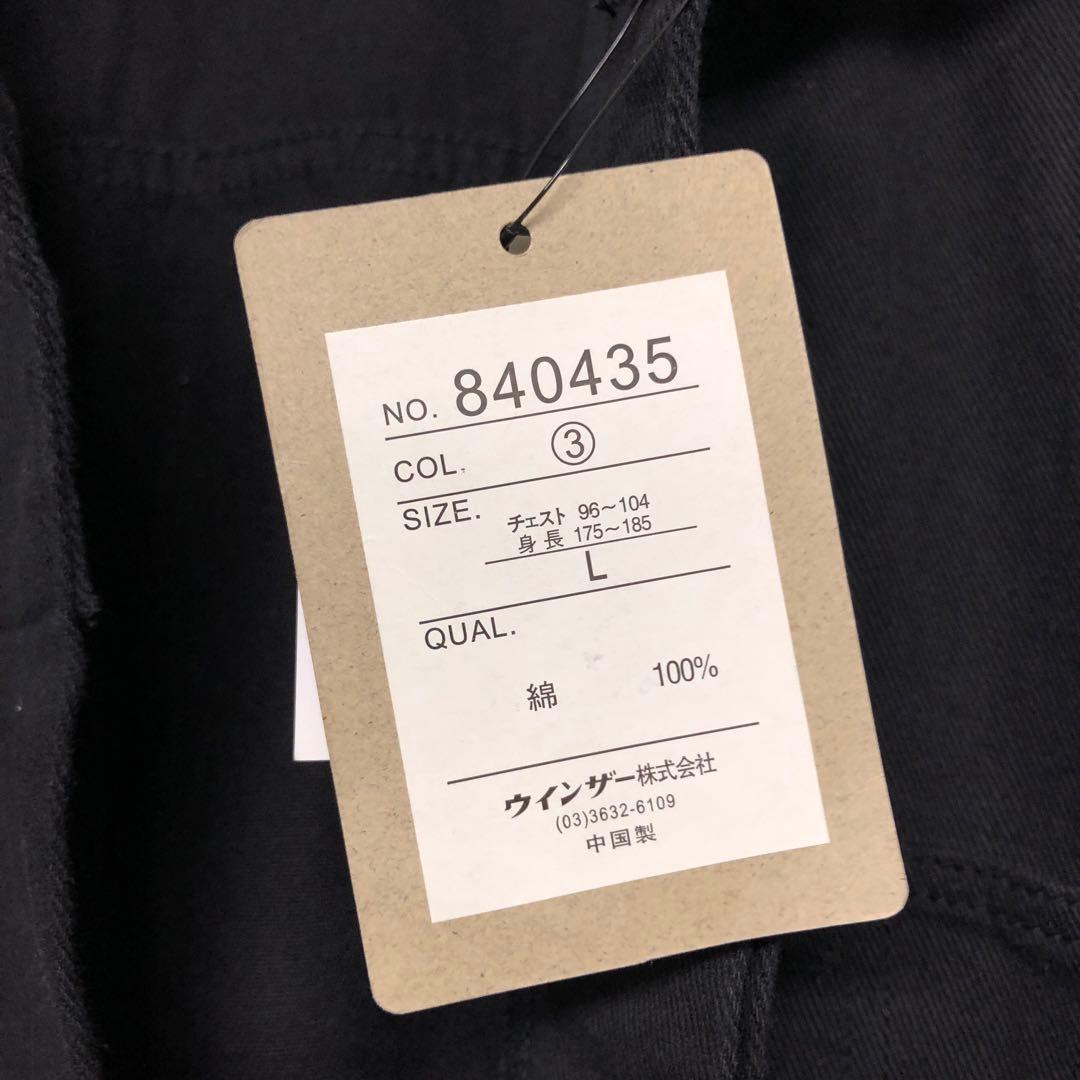 NO. 840435
COL. ③
SIZE. チェスト 96～104
身長 175～185
L
QUAL.
綿 100%
ウインザー株式会社
(03)3632-6109
中国製